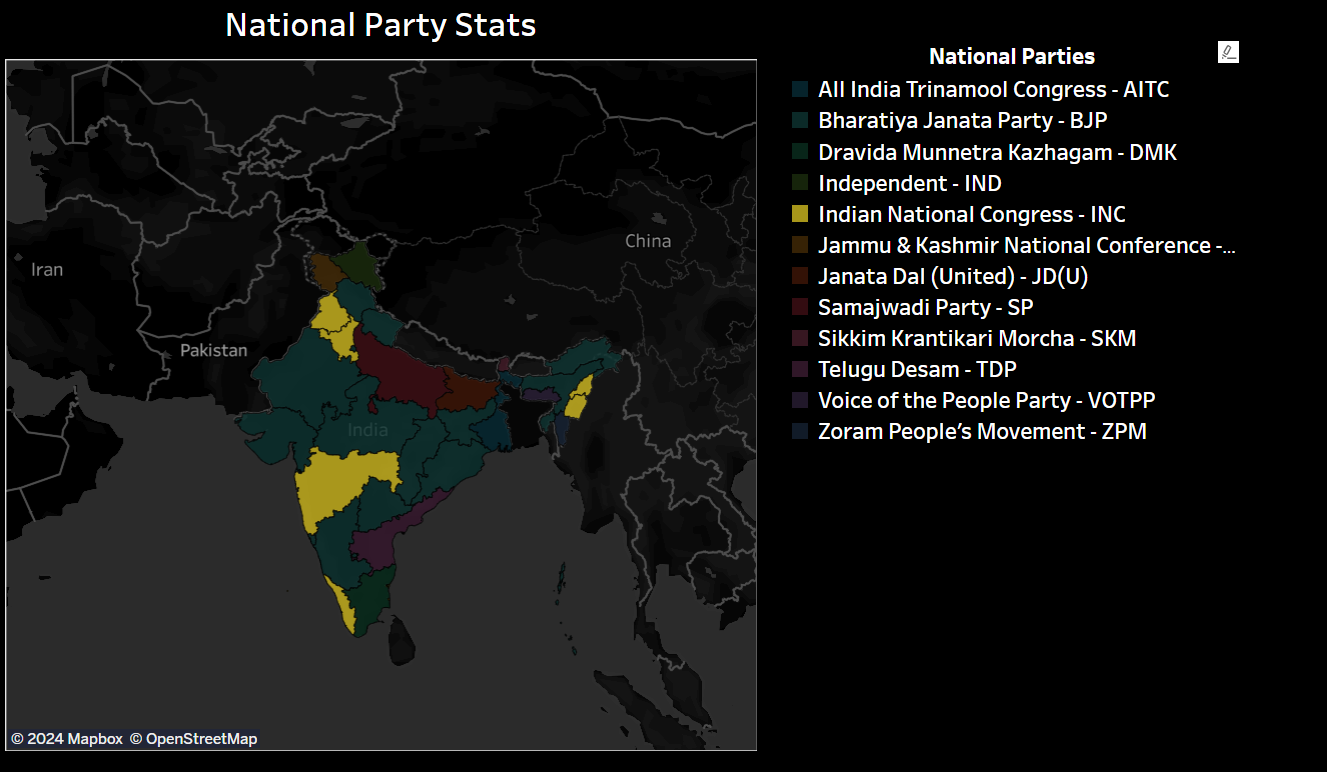 National Party Stats
National Parties
All India Trinamool Congress - AITC
Bharatiya Janata Party - BJP
Dravida Munnetra Kazhagam - DMK
Independent - IND
Indian National Congress - INC
Jammu & Kashmir National Conference -...
Janata Dal (United) - JD(U)
Samajwadi Party - SP
Sikkim Krantikari Morcha - SKM
Telugu Desam - TDP
Voice of the People Party - VOTPP
Zoram People’s Movement - ZPM
China
Iran
Pakistan
India
© 2024 Mapbox © OpenStreetMap